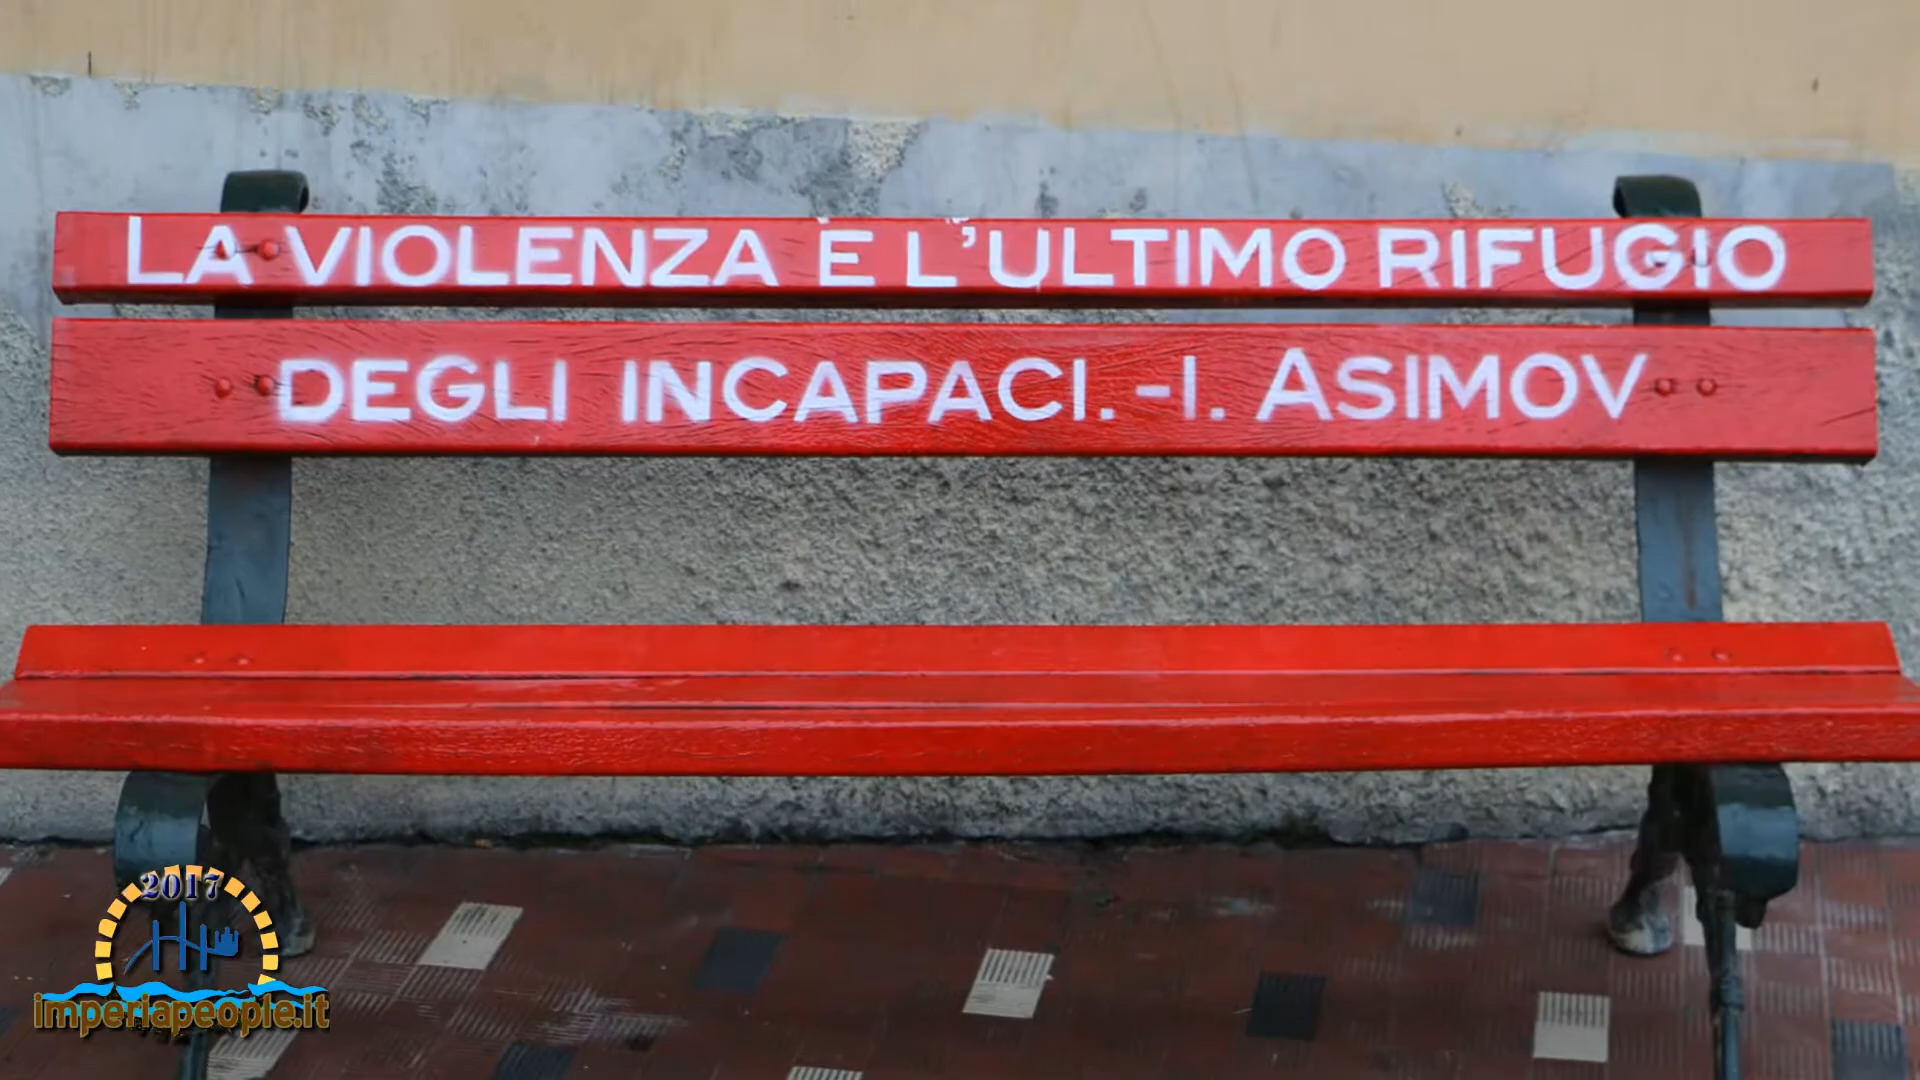 LA VIOLENZA È L'ULTIMO RIFUGIO
DEGLI INCAPACI. -I. ASIMOV
2017
imperiapeople.it